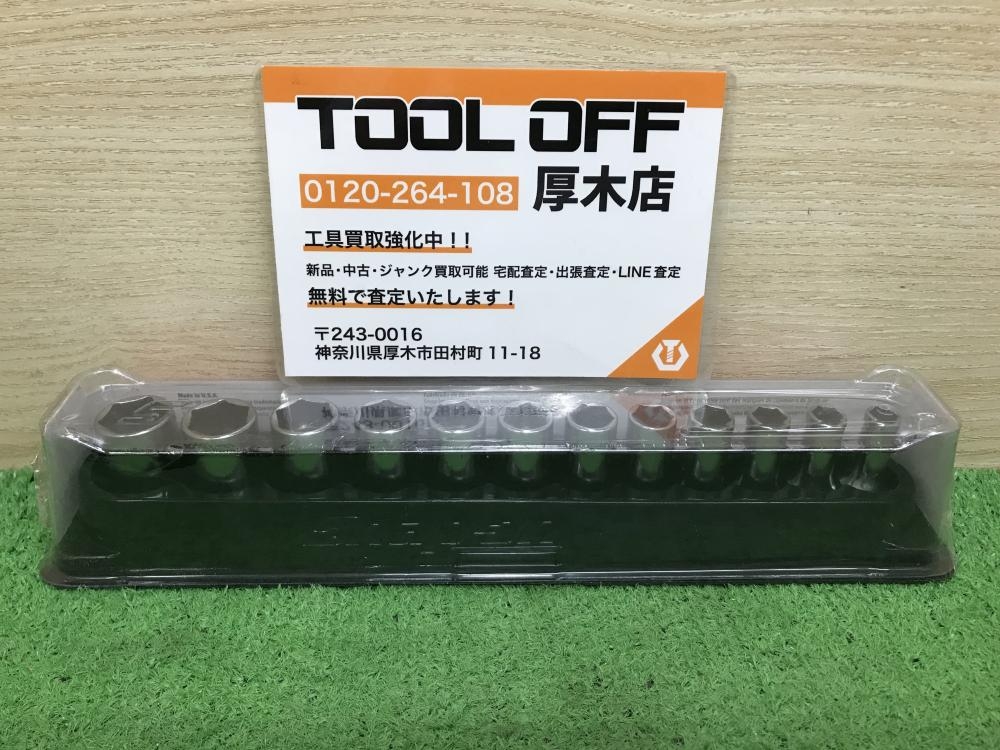 TOOL OFF
0120-264-108 厚木店
工具買取強化中！！
新品・中古・ジャンク買取可能 宅配査定・出張査定・LINE査定
無料で査定いたします！
〒243-0016
神奈川県厚木市田村町 11-18
Made in U.S.A.